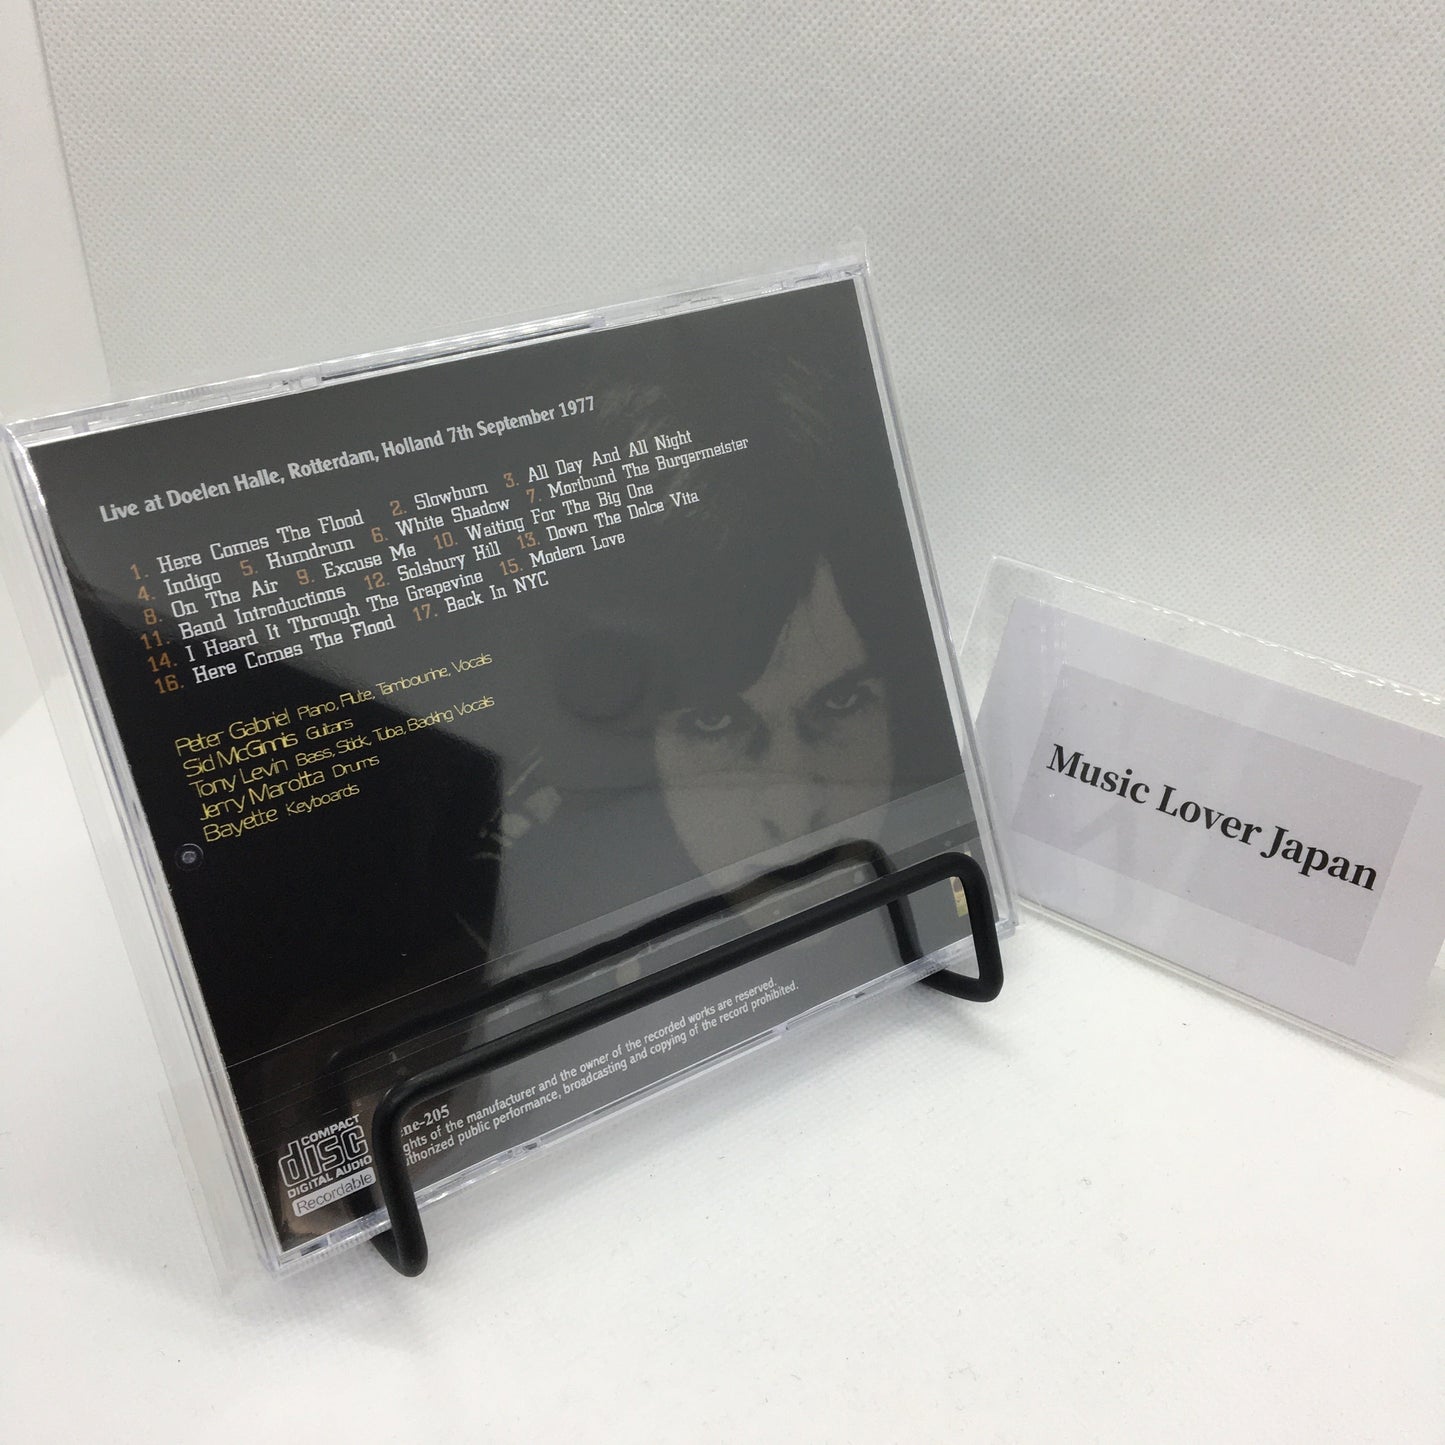 Live at Doelen Halle, Rotterdam, Holland 7th September 1977
1. Here Comes The Flood 2. Slowburn 3. All Day And All Night
4. Indigo 5. Humdrum 6. White Shadow 7. Moribund The Burgermeister
8. On The Air 9. Excuse Me 10. Waiting For The Big One
11. Band Introductions 12. Solsbury Hill 13. Down The Dolce Vita
14. I Heard It Through The Grapevine 15. Modern Love
16. Here Comes The Flood 17. Back In NYC
Peter Gabriel Piano, Flute, Tambourine, Vocals
Sid McGinnis Guitars
Tony Levin Bass, Stick, Tuba, Backing Vocals
Jerry Marotta Drums
Bayette Keyboards
COMPACT
disc
DIGITAL AUDIO
Recordable
ne-205
ghts of the manufacturer and the owner of the recorded works are reserved.
thorized public performance, broadcasting and copying of the record prohibited.
Music Lover Japan